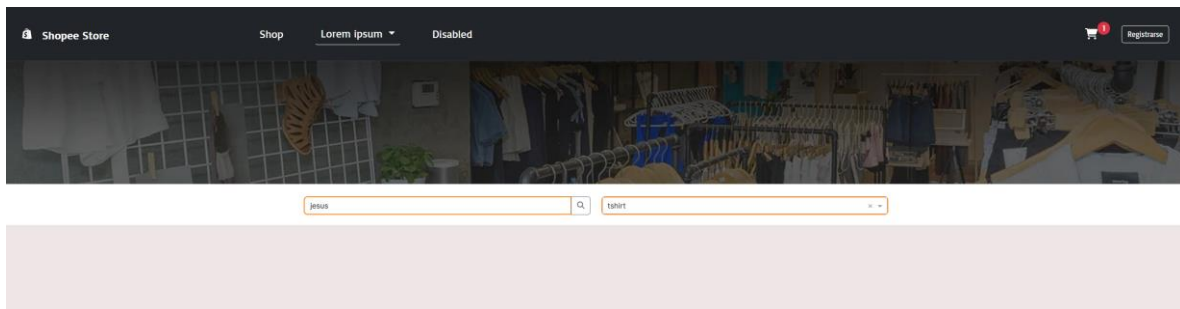 Shopee Store
Shop
Lorem ipsum
Disabled
1
Registrarse
jesus
tshirt